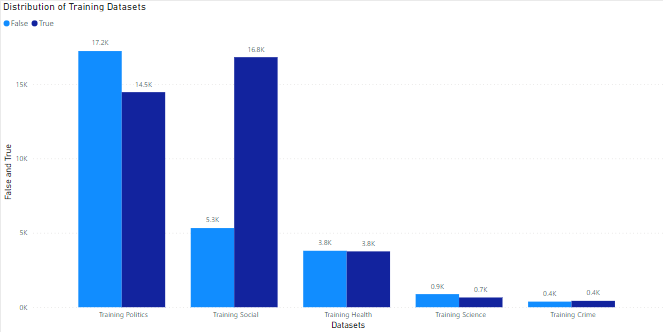 Distribution of Training Datasets
False True
17.2K
14.5K
5.3K
16.8K
3.8K
3.8K
0.9K
0.7K
0.4K
0.4K
15K
10K
5K
0K
False and True
Training Politics
Training Social
Training Health
Training Science
Training Crime
Datasets